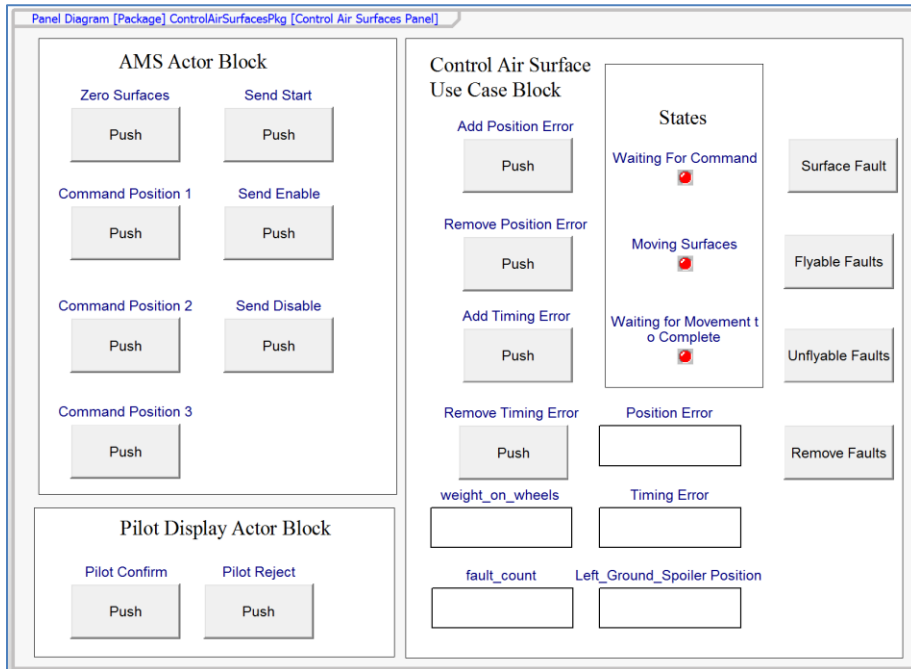 Panel Diagram [Package] ControlAirSurfacesPkg [Control Air Surfaces Panel]
AMS Actor Block
Zero Surfaces
Push
Send Start
Push
Command Position 1
Push
Send Enable
Push
Command Position 2
Push
Send Disable
Push
Command Position 3
Push
Pilot Display Actor Block
Pilot Confirm
Push
Pilot Reject
Push
Control Air Surface
Use Case Block
Add Position Error
Push
Remove Position Error
Push
Add Timing Error
Push
Remove Timing Error
Push
States
Waiting For Command
Moving Surfaces
Waiting for Movement t
o Complete
Surface Fault
Flyable Faults
Unflyable Faults
Remove Faults
Position Error
weight_on_wheels
Timing Error
fault_count
Left_Ground_Spoiler Position